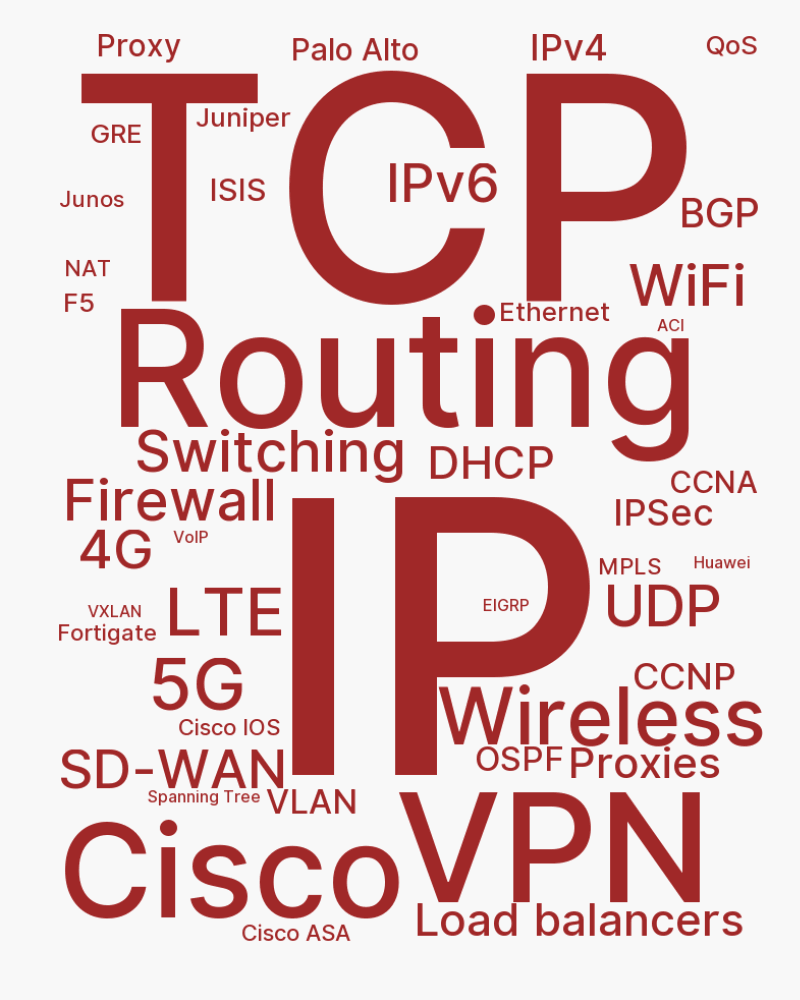 Proxy
Palo Alto
IPv4
QoS
TCP
Juniper
GRE
IPv6
ISIS
Junos
BGP
NAT
WiFi
F5
Ethernet
ACI
Routing
Switching
DHCP
CCNA
Firewall
IPSec
4G
VoIP
IP
MPLS
Huawei
EIGRP
UDP
VXLAN
LTE
Fortigate
5G
CCNP
Wireless
Cisco IOS
SD-WAN
OSPF
Proxies
Spanning Tree
VLAN
VPN
Cisco
Load balancers
Cisco ASA